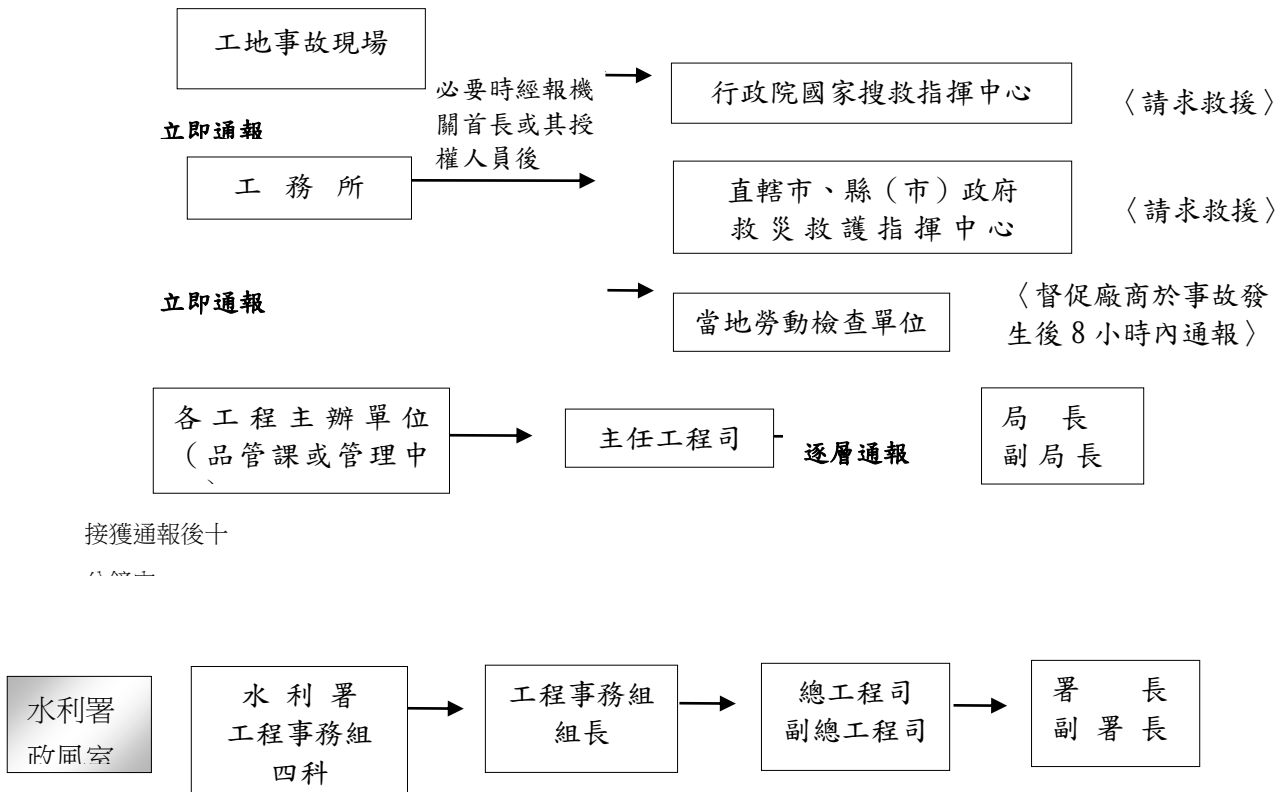 工地事故現場
必要時經報機
關首長或其授
權人員後
行政院國家搜救指揮中心
〈請求救援〉
立即通報
工 務 所
直轄市、縣（市）政府
救災救護指揮中心
〈請求救援〉
立即通報
當地勞動檢查單位
〈督促廠商於事故發
生後8小時內通報〉
各工程主辦單位
（品管課或管理中
主任工程司
逐層通報
局 長
副局長
接獲通報後十
水利署
政風室
水 利 署
工程事務組
四科
工程事務組
組長
總工程司
副總工程司
署 長
副 署 長